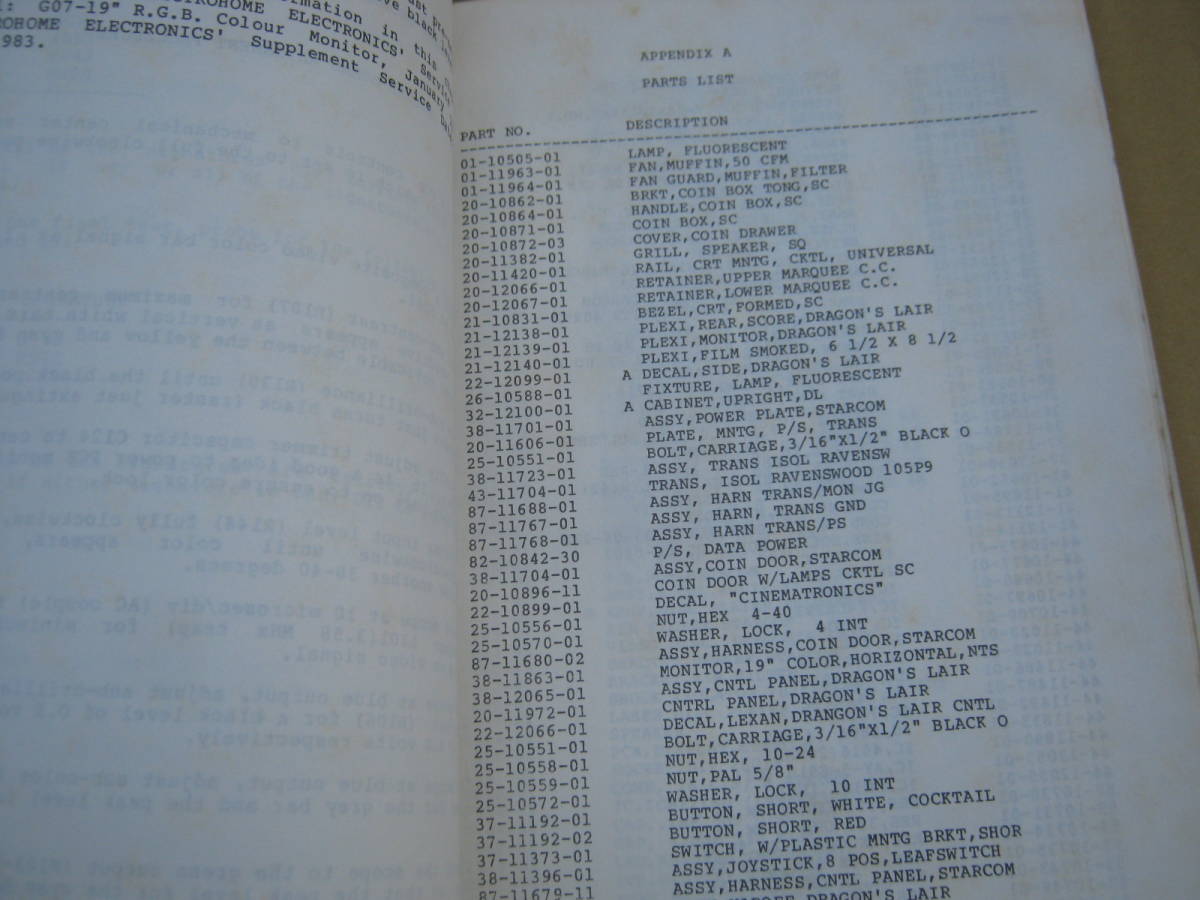 formation in this
CTROHOME ELECTRONICS'
G07-19" R.G.B. Colour Monitor, January
ROHOME ELECTRONICS' Supplement Service
1983.
APPENDIX A
PARTS LIST
PART NO. DESCRIPTION
01-10505-01 LAMP, FLUORESCENT
01-11963-01 FAN,MUFFIN,50 CFM
01-11964-01 FAN GUARD,MUFFIN,FILTER
20-10862-01 BRKT,COIN BOX TONG,SC
20-10864-01 HANDLE,COIN BOX,SC
20-10871-01 COIN BOX,SC
20-10872-03 COVER,COIN DRAWER
20-11382-01 GRILL, SPEAKER, SQ
20-11420-01 RAIL, CRT MNTG, CKTL, UNIVERSAL
20-12066-01 RETAINER,UPPER MARQUEE C.C.
20-12067-01 RETAINER,LOWER MARQUEE C.C.
21-10831-01 BEZEL,CRT,FORMED,SC
21-12138-01 PLEXI,REAR,SCORE,DRAGON'S LAIR
21-12139-01 PLEXI,MONITOR,DRAGON'S LAIR
21-12140-01 PLEXI,FILM SMOKED, 6 1/2 X 8 1/2
22-12099-01 A DECAL,SIDE,DRAGON'S LAIR
26-10588-01 FIXTURE, LAMP, FLUORESCENT
32-12100-01 A CABINET,UPRIGHT,DL
38-11701-01 ASSY,POWER PLATE,STARCOM
20-11606-01 PLATE, MNTG, P/S, TRANS
25-10551-01 BOLT,CARRIAGE,3/16"X1/2" BLACK O
38-11723-01 ASSY, TRANS ISOL RAVENSW
43-11704-01 TRANS, ISOL RAVENSWOOD 105P9
87-11688-01 ASSY, HARN TRANS/MON JG
87-11767-01 ASSY, HARN, TRANS GND
87-11768-01 ASSY, HARN TRANS/PS
82-10842-30 P/S, DATA POWER
38-11704-01 ASSY,COIN DOOR,STARCOM
20-10896-11 COIN DOOR W/LAMPS CKTL SC
22-10899-01 DECAL, "CINEMATRONICS"
25-10556-01 NUT,HEX 4-40
25-10570-01 WASHER, LOCK, 4 INT
87-11680-02 ASSY,HARNESS,COIN DOOR,STARCOM
38-11863-01 MONITOR,19" COLOR,HORIZONTAL,NTS
38-12065-01 ASSY,CNTL PANEL,DRAGON'S LAIR
20-11972-01 CNTRL PANEL,DRAGON'S LAIR
22-12066-01 DECAL,LEXAN,DRANGON'S LAIR CNTL
25-10551-01 BOLT,CARRIAGE,3/16"X1/2" BLACK O
25-10558-01 NUT,HEX, 10-24
25-10559-01 NUT,PAL 5/8"
25-10572-01 WASHER, LOCK, 10 INT
37-11192-01 BUTTON, SHORT, WHITE, COCKTAIL
37-11192-02 BUTTON, SHORT, RED
37-11373-01 SWITCH, W/PLASTIC MNTG BRKT,SHOR
38-11396-01 ASSY,JOYSTICK,8 POS,LEAFSWITCH
87-11679-11 ASSY,HARNESS,CNTL PANEL,STARCOM
DRAGON'S LAIR